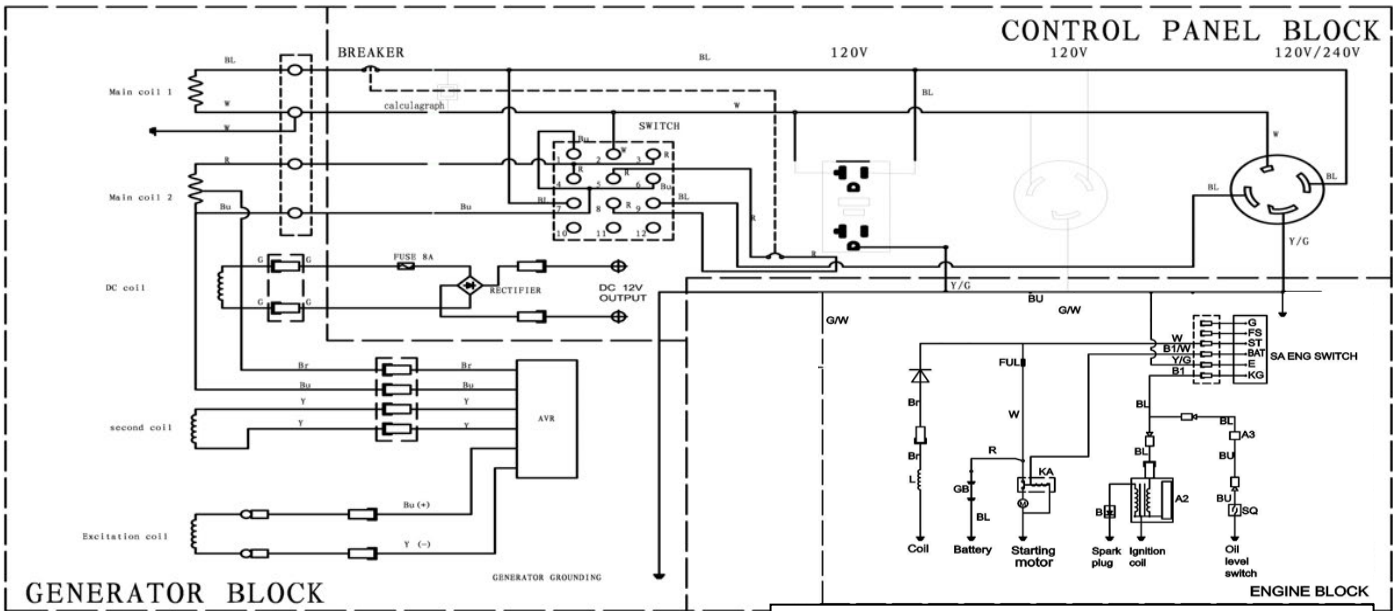 CONTROL PANEL BLOCK
BREAKER
120V 120V 120V/240V
BL BL
Main coil 1
calculagraph
W W BL
W
SWITCH
Bu W
1 2 3 R
R R
4 5 6 Bu
BL 7 8 R 9 BL
10 11 12
R
Main coil 2
Bu Bu
W
BL BL
Y/G
R R
G G FUSE 8A
DC coil
RECTIFIER
DC 12V
OUTPUT
G G
Y/G
BU
G/W G/W
G
FS
W ST
B1/W BAT
Y/G E
B1 KG
SA ENG SWITCH
FUL
Br Br
Bu Bu
Y Y
second coil
Y Y
AVR
Br
W
BL
BL A3
R
Br
BL
BU
L
GB
KA
M
A2
BL
B
BU
SQ
Bu (+)
Excitation coil
Y (-)
Coil
Battery
Starting
motor
Spark
plug
Ignition
coil
Oil
level
switch
GENERATOR GROUNDING
GENERATOR BLOCK
ENGINE BLOCK